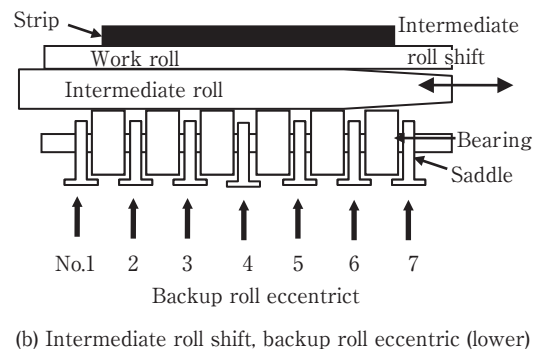 Strip
Intermediate
roll shift
Work roll
Intermediate roll
Bearing
Saddle
No.1 2 3 4 5 6 7
Backup roll eccentrict
(b) Intermediate roll shift, backup roll eccentric (lower)